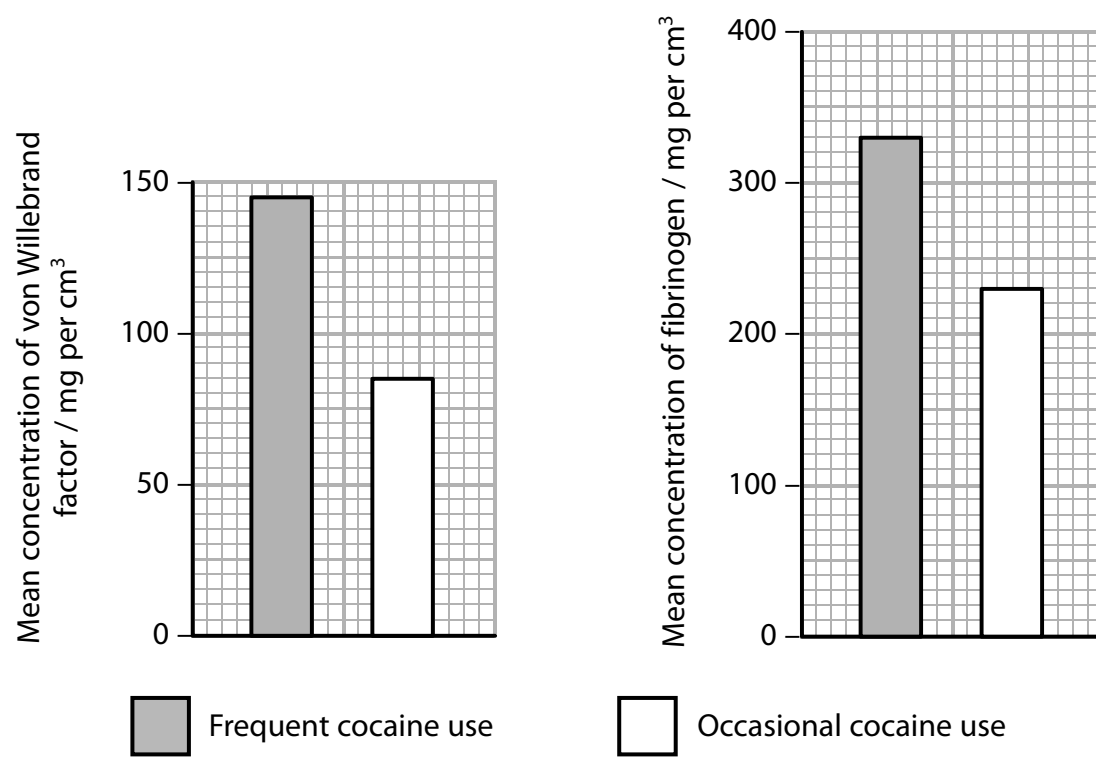 Mean concentration of von Willebrand
factor / mg per cm³
150
100
50
0
Mean concentration of fibrinogen / mg per cm³
400
300
200
100
0
Frequent cocaine use
Occasional cocaine use